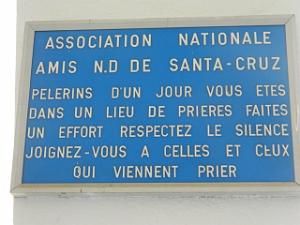 ASSOCIATION NATIONALE
AMIS N.D DE SANTA-CRUZ
PELERINS D'UN JOUR VOUS ETES
DANS UN LIEU DE PRIERES FAITES
UN EFFORT RESPECTEZ LE SILENCE
JOIGNEZ-VOUS A CELLES ET CEUX
QUI VIENNENT PRIER